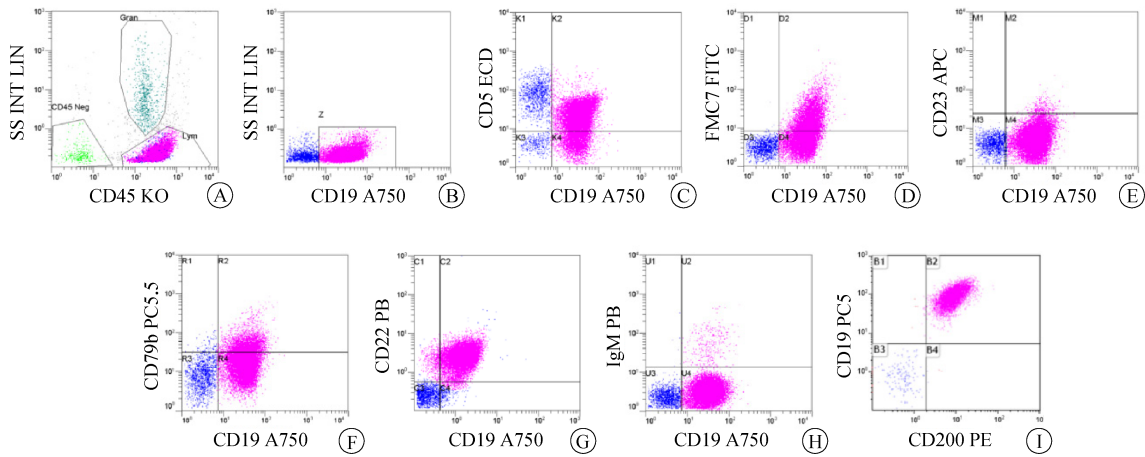 SS INT LIN
Gran
CD45 Neg
Lym
CD45 KO
A
SS INT LIN
Z
CD19 A750
B
CD5 ECD
K1 K2
K3 K4
CD19 A750
C
FMC7 FITC
D1 D2
D3 D4
CD19 A750
D
CD23 APC
M1 M2
M3 M4
CD19 A750
E
CD79b PC5.5
R1 R2
R3 R4
CD19 A750
F
CD22 PB
C1 C2
CD19 A750
G
IgM PB
U1 U2
U3 U4
CD19 A750
H
CD19 PC5
B1 B2
B3 B4
CD200 PE
I